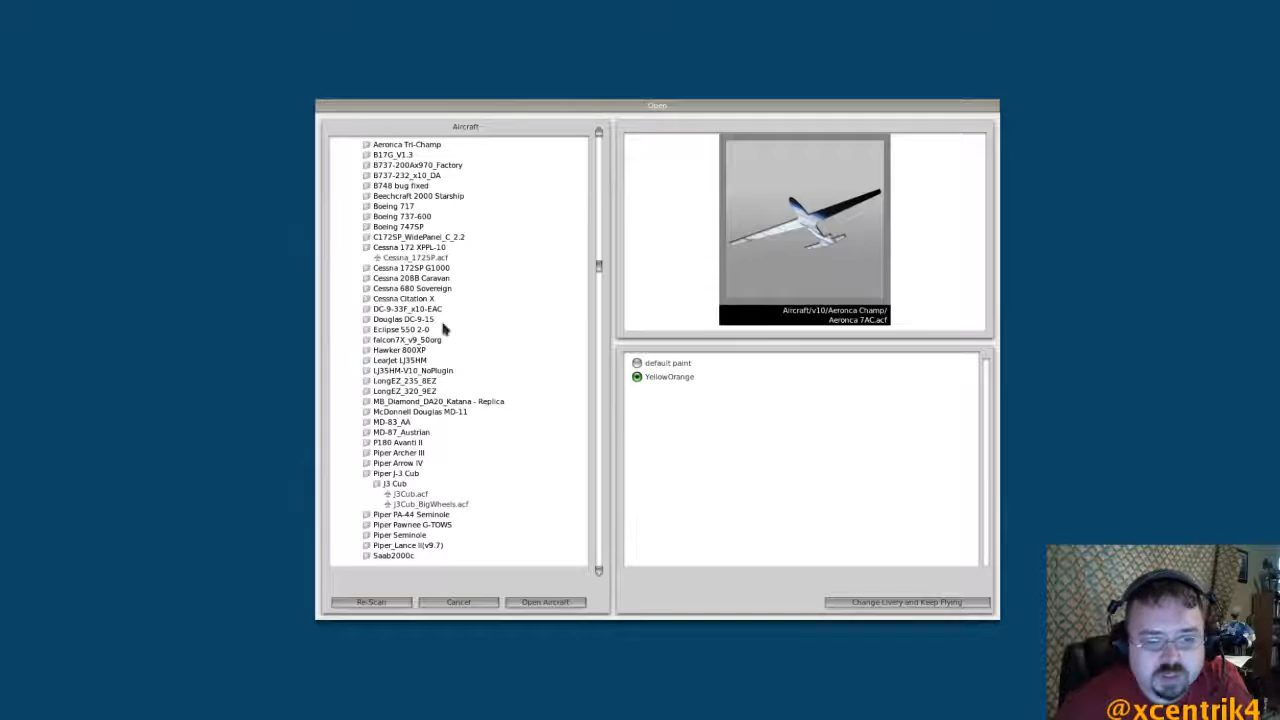 Open...
Aircraft
Aeronca Tri-Champ
B17G_V1.3
B737-200Ax970_Factory
B737-232_x10_DA
B748 bug fixed
Beechcraft 2000 Starship
Boeing 717
Boeing 737-600
Boeing 747SP
C172SP_WidePanel_C_2.2
Cessna 172 XPPL-10
Cessna_172SP.acf
Cessna 172SP G1000
Cessna 208B Caravan
Cessna 680 Sovereign
Cessna Citation X
DC-9-33F_x10-EAC
Douglas DC-9-15
Eclipse 550 2-0
falcon7X_v9_50org
Hawker 800XP
LearJet LJ35HM
LJ35HM-V10_NoPlugin
LongEZ_235_8EZ
LongEZ_320_9EZ
MB_Diamond_DA20_Katana - Replica
McDonnell Douglas MD-11
MD-83_AA
MD-87_Austrian
P180 Avanti II
Piper Archer III
Piper Arrow IV
Piper J-3 Cub
J3 Cub
J3Cub.acf
J3Cub_BigWheels.acf
Piper PA-44 Seminole
Piper Pawnee G-TOWS
Piper Seminole
Piper_Lance II(v9.7)
Saab2000c
Re-Scan
Cancel
Open Aircraft
Aircraft/v10/Aeronca Champ/
Aeronca 7AC.acf
default paint
YellowOrange
Change Livery and Keep Flying
@xcentrik4